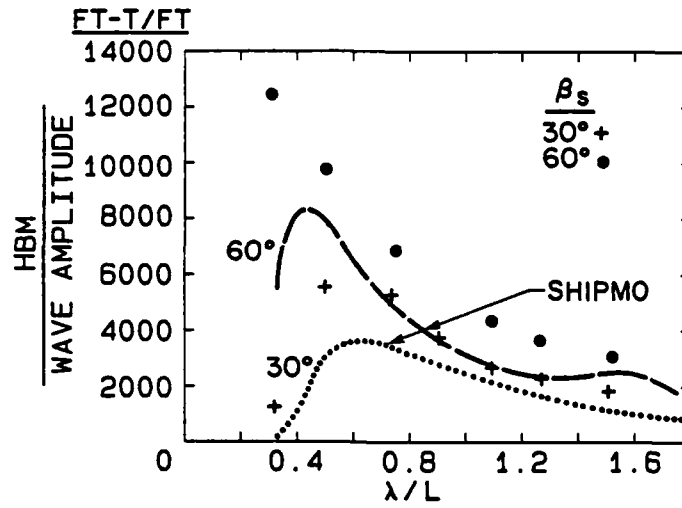 FT-T/FT
14000
12000
10000
8000
6000
4000
2000
0
HBM
WAVE AMPLITUDE
βs
30° +
60° ●
60°
30°
SHIPMO
0.4 0.8 1.2 1.6
λ/L